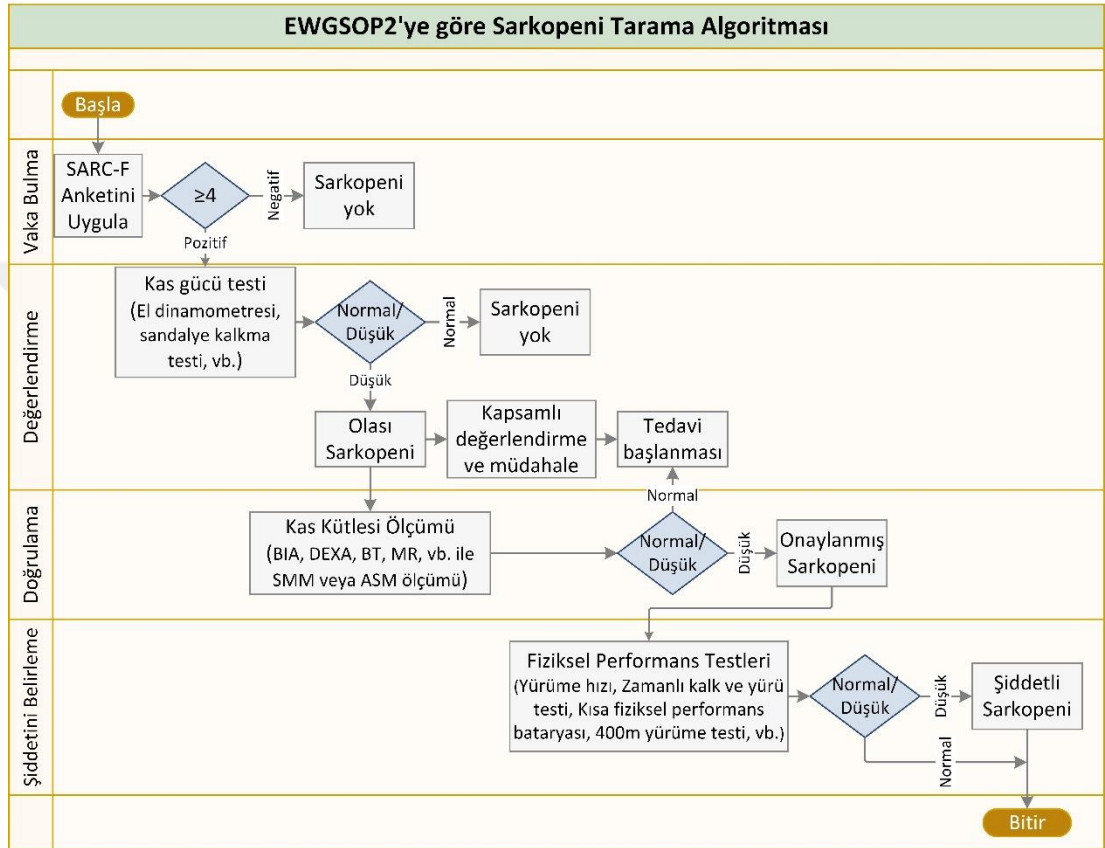 EWGSOP2'ye göre Sarkopeni Tarama Algoritması
Başla
Vaka Bulma
SARC-F
Anketini
Uygula
≥4
Negatif
Sarkopeni
yok
Pozitif
Değerlendirme
Kas gücü testi
(El dinamometresi,
sandalye kalkma
testi, vb.)
Normal/
Düşük
Normal
Sarkopeni
yok
Düşük
Olası
Sarkopeni
Kapsamlı
değerlendirme
ve müdahale
Tedavi
başlanması
Doğrulama
Kas Kütlesi Ölçümü
(BIA, DEXA, BT, MR, vb. ile
SMM veya ASM ölçümü)
Normal
Normal/
Düşük
Düşük
Onaylanmış
Sarkopeni
Şiddetini Belirleme
Fiziksel Performans Testleri
(Yürüme hızı, Zamanlı kalk ve yürü
testi, Kısa fiziksel performans
bataryası, 400m yürüme testi, vb.)
Normal/
Düşük
Düşük
Şiddetli
Sarkopeni
Normal
Bitir